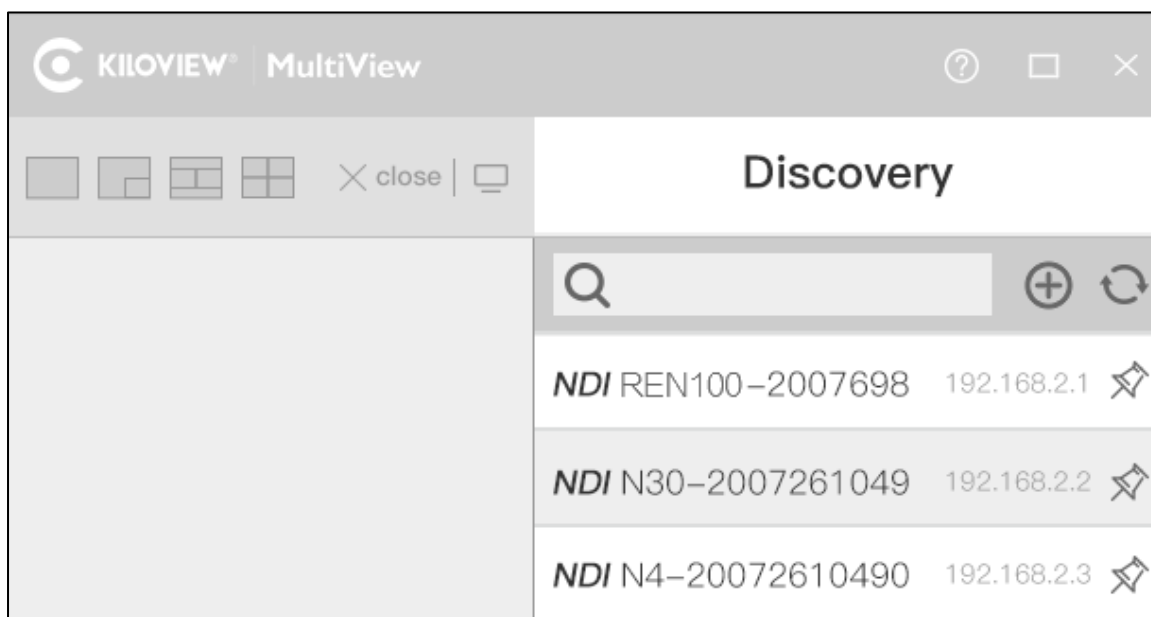 KILOVIEW® MultiView
close
Discovery
NDI REN100-2007698 192.168.2.1
NDI N30-2007261049 192.168.2.2
NDI N4-20072610490 192.168.2.3